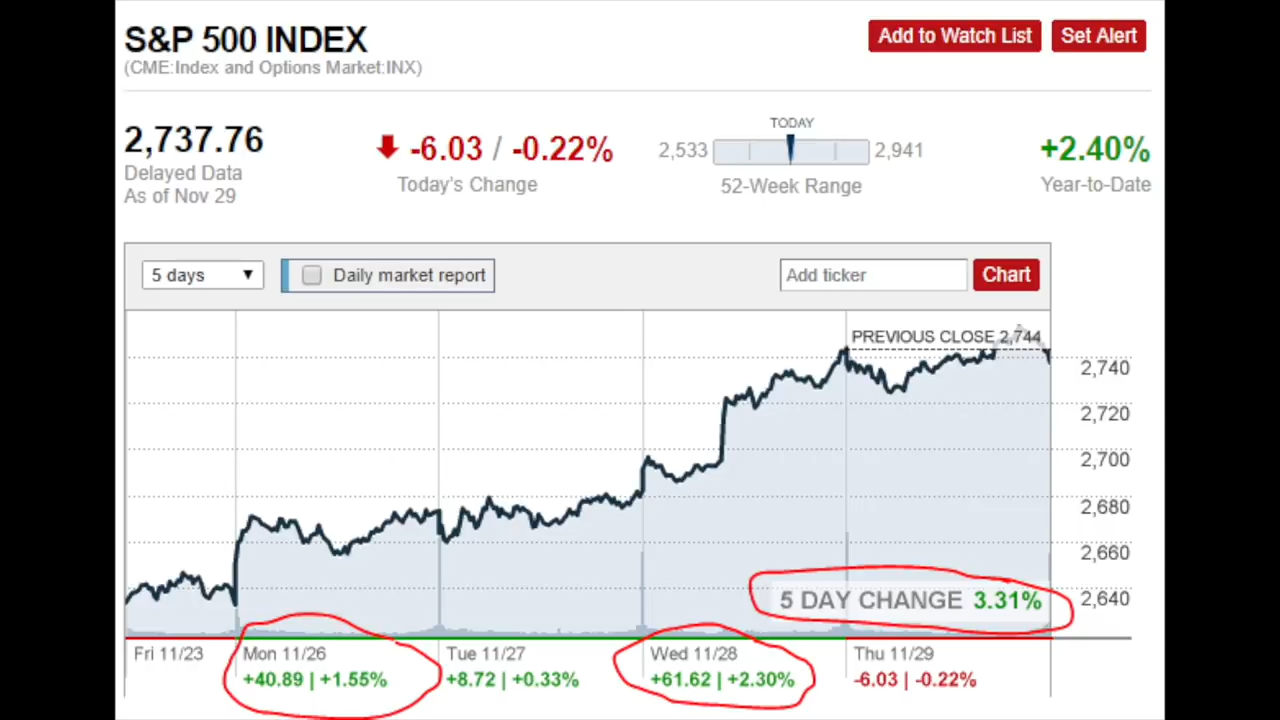 S&P 500 INDEX
(CME:Index and Options Market:INX)
Add to Watch List
Set Alert
2,737.76
Delayed Data
As of Nov 29
-6.03 / -0.22%
Today's Change
TODAY
2,533
2,941
52-Week Range
+2.40%
Year-to-Date
5 days
Daily market report
Add ticker
Chart
PREVIOUS CLOSE 2,744
2,740
2,720
2,700
2,680
2,660
2,640
5 DAY CHANGE 3.31%
Fri 11/23
Mon 11/26
+40.89 | +1.55%
Tue 11/27
+8.72 | +0.33%
Wed 11/28
+61.62 | +2.30%
Thu 11/29
-6.03 | -0.22%